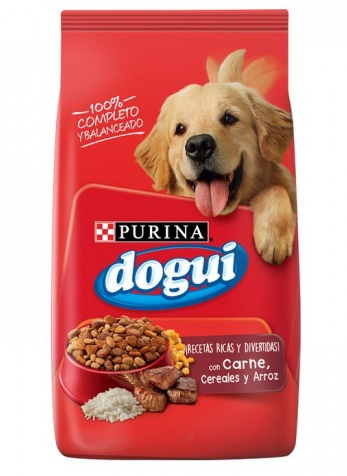 100%
COMPLETO
Y BALANCEADO
PURINA
dogui
¡RECETAS RICAS Y DIVERTIDAS!
con Carne,
Cereales y Arroz